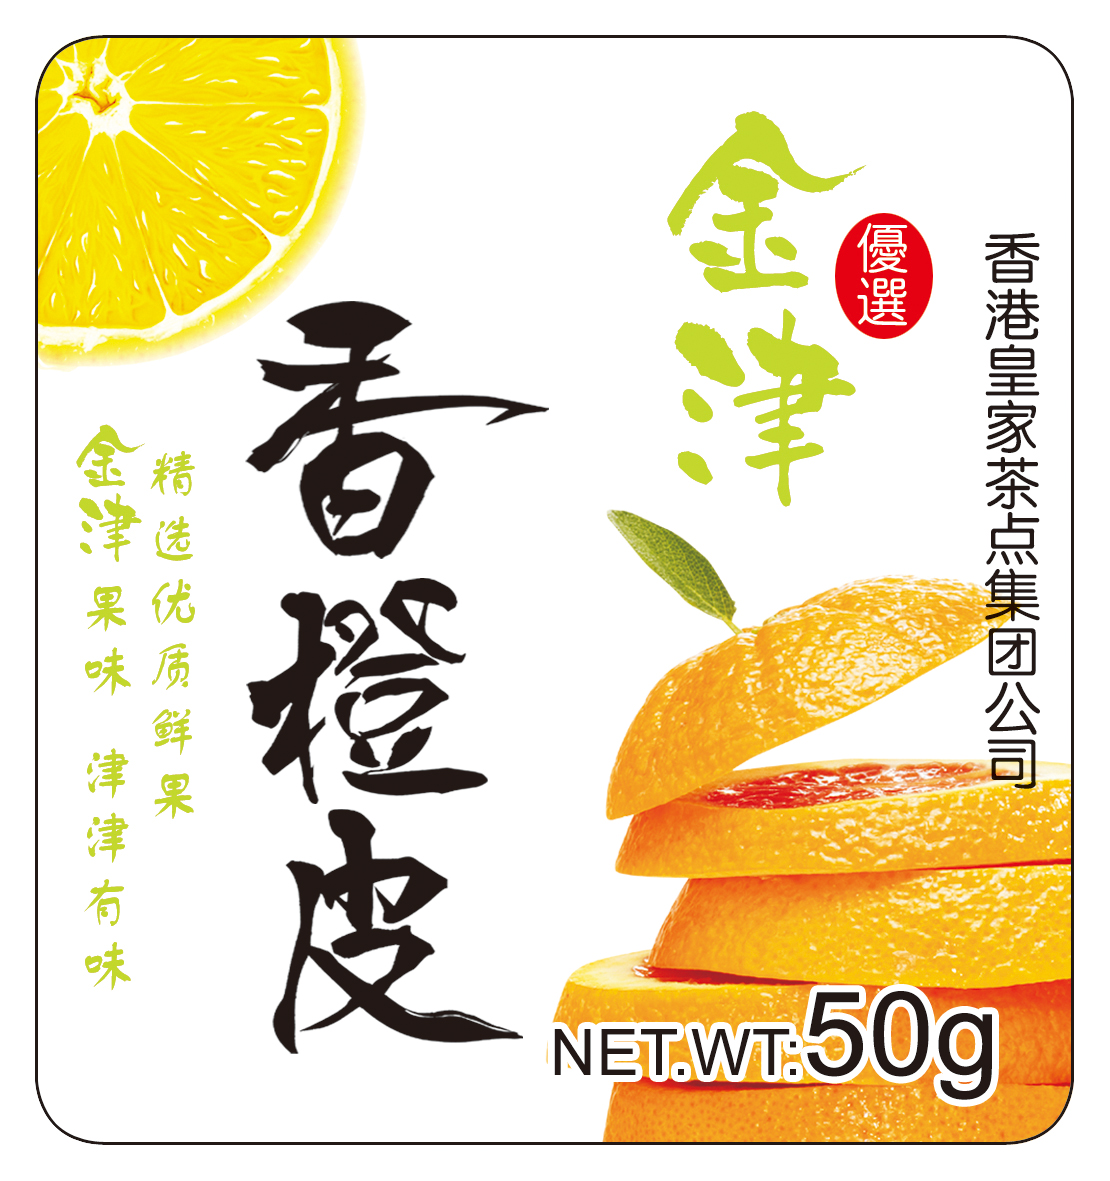 香港皇家茶点集团公司
優選
金津
香橙皮
精选优质鲜果
金津果味 津津有味
NET.WT:50g